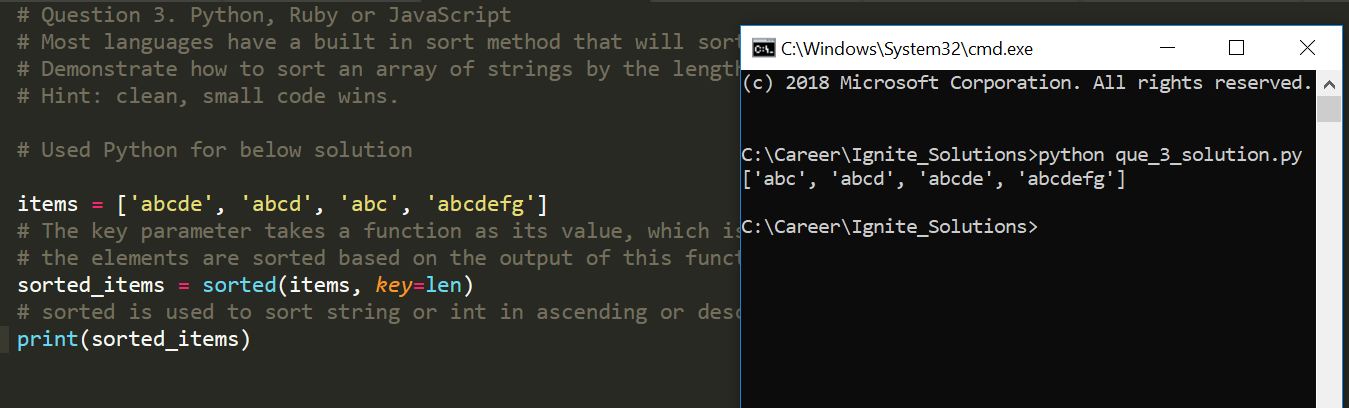 # Question 3. Python, Ruby or JavaScript
# Most languages have a built in sort method that will sort
# Demonstrate how to sort an array of strings by the length
# Hint: clean, small code wins.
# Used Python for below solution
items = ['abcde', 'abcd', 'abc', 'abcdefg']
# The key parameter takes a function as its value, which is
# the elements are sorted based on the output of this funct
sorted_items = sorted(items, key=len)
# sorted is used to sort string or int in ascending or desc
print(sorted_items)
C:\Windows\System32\cmd.exe
(c) 2018 Microsoft Corporation. All rights reserved.
C:\Career\Ignite_Solutions>python que_3_solution.py
['abc', 'abcd', 'abcde', 'abcdefg']
C:\Career\Ignite_Solutions>